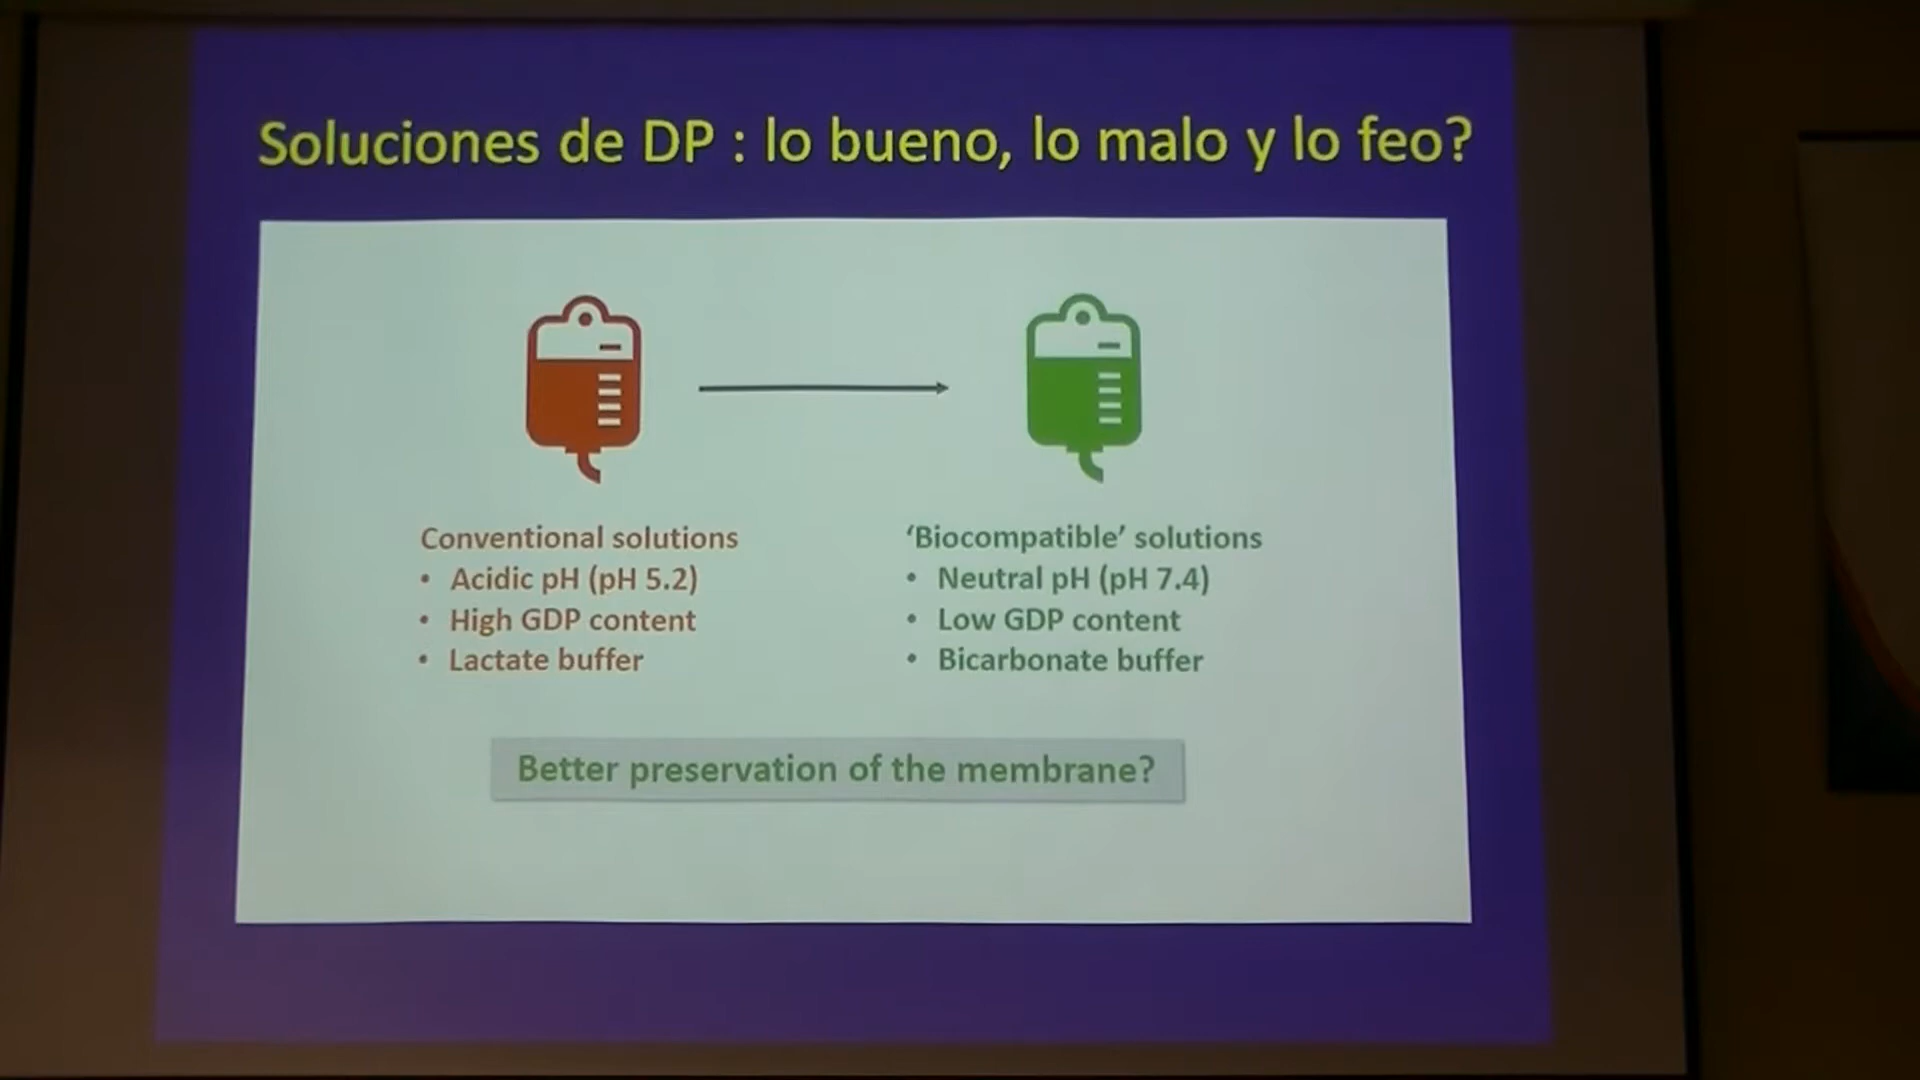 Soluciones de DP : lo bueno, lo malo y lo feo?
Conventional solutions
• Acidic pH (pH 5.2)
• High GDP content
• Lactate buffer
‘Biocompatible’ solutions
• Neutral pH (pH 7.4)
• Low GDP content
• Bicarbonate buffer
Better preservation of the membrane?